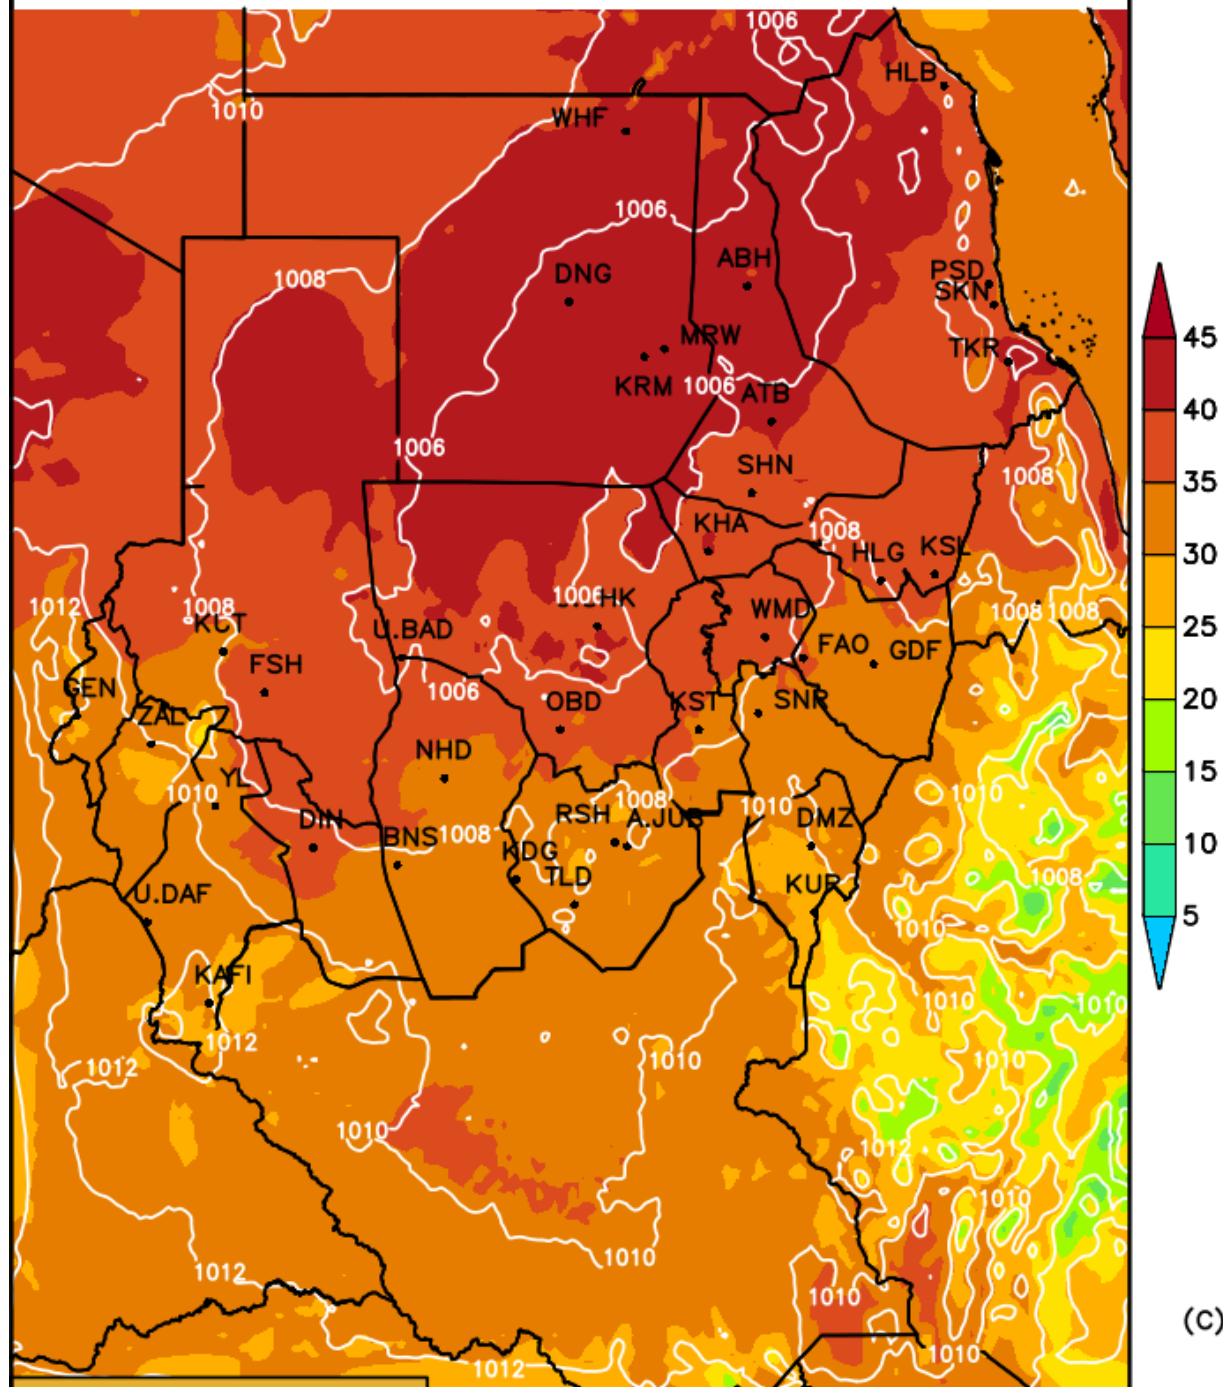 1006
HLB
1010
WHF
1006
ABH
1008
DNG
PSD
SKN
MRW
TKR
KRM
1006
ATB
1006
SHN
1008
KHA
1008
HLG
KSL
1006
HK
1012
1008
WMD
1008
1008
KCT
U.BAD
FAO
GDF
FSH
GEN
1006
OBD
KST
SNR
ZAL
NHD
YL
1010
1008
1010
1010
DIN
RSH
A.JUB
DMZ
BNS
1008
KDG
TLD
KUR
1008
U.DAF
1010
KAFI
1010
1010
1012
1012
1010
1010
1010
1012
1010
1010
1012
1010
1010
1012
45
40
35
30
25
20
15
10
5
(C)